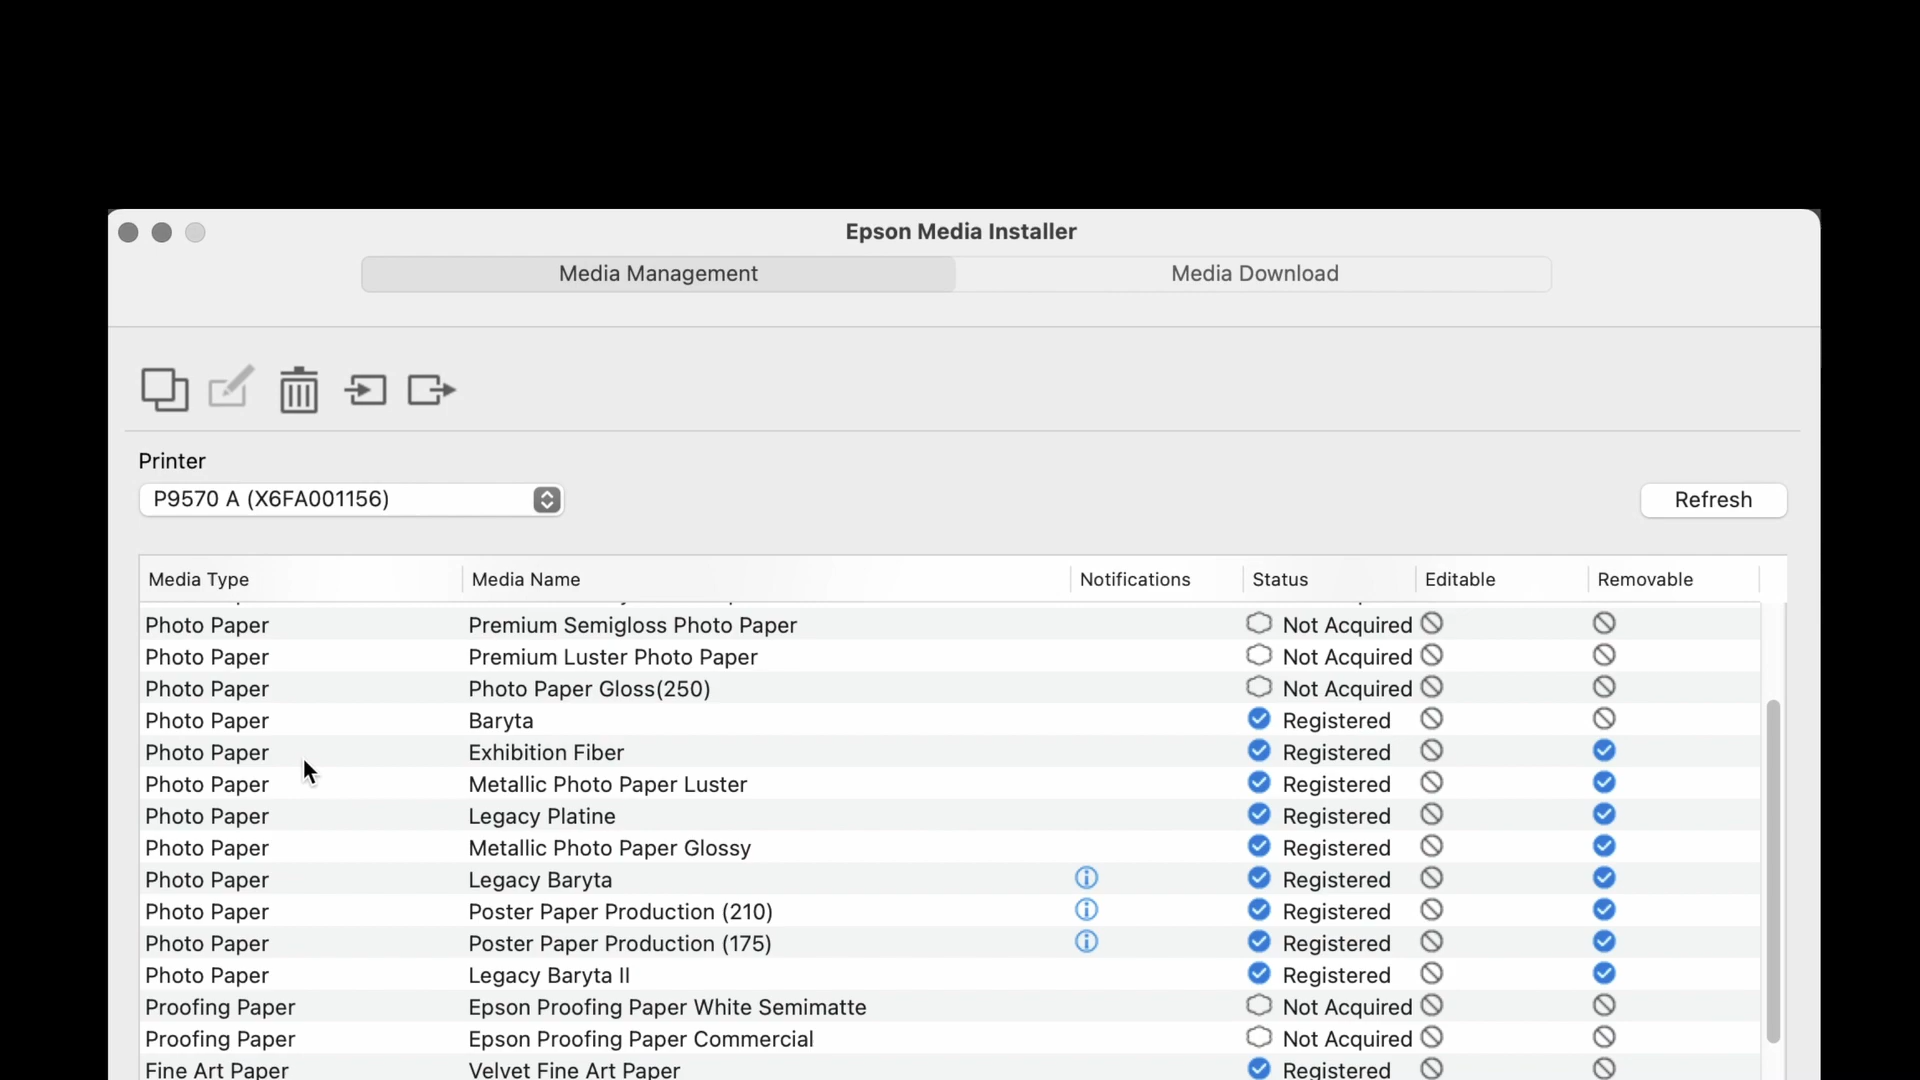 Epson Media Installer
Media Management Media Download
Printer
P9570 A (X6FA001156) Refresh
Media Type Media Name Notifications Status Editable Removable
Photo Paper Premium Semigloss Photo Paper Not Acquired
Photo Paper Premium Luster Photo Paper Not Acquired
Photo Paper Photo Paper Gloss(250) Not Acquired
Photo Paper Baryta Registered
Photo Paper Exhibition Fiber Registered
Photo Paper Metallic Photo Paper Luster Registered
Photo Paper Legacy Platine Registered
Photo Paper Metallic Photo Paper Glossy Registered
Photo Paper Legacy Baryta Registered
Photo Paper Poster Paper Production (210) Registered
Photo Paper Poster Paper Production (175) Registered
Photo Paper Legacy Baryta II Registered
Proofing Paper Epson Proofing Paper White Semimatte Not Acquired
Proofing Paper Epson Proofing Paper Commercial Not Acquired
Fine Art Paper Velvet Fine Art Paper Registered